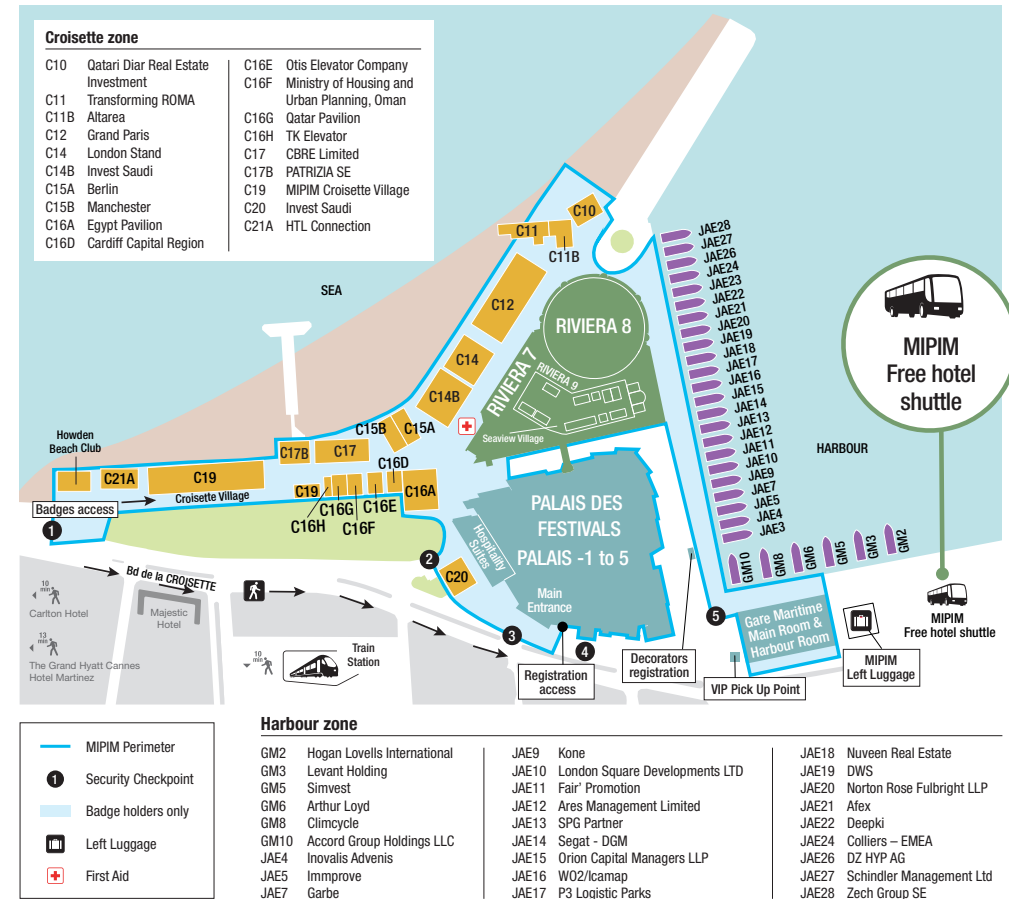 Croisette zone
C10 Qatari Diar Real Estate
Investment
C11 Transforming ROMA
C11B Altarea
C12 Grand Paris
C14 London Stand
C14B Invest Saudi
C15A Berlin
C15B Manchester
C16A Egypt Pavilion
C16D Cardiff Capital Region
C16E Otis Elevator Company
C16F Ministry of Housing and
Urban Planning, Oman
C16G Qatar Pavilion
C16H TK Elevator
C17 CBRE Limited
C17B PATRIZIA SE
C19 MIPIM Croisette Village
C20 Invest Saudi
C21A HTL Connection
SEA
C10
C11
C11B
C12
C14
C14B
C15B
C15A
C17B
C17
C16D
C19
C21A
C19
C16A
C16H
C16G
C16F
C16E
Howden
Beach Club
Croisette Village
Badges access
1
RIVIERA 8
RIVIERA 7
RIVIERA 9
Seaview Village
JAE28
JAE27
JAE26
JAE24
JAE23
JAE22
JAE21
JAE20
JAE19
JAE18
JAE17
JAE16
JAE15
JAE14
JAE13
JAE12
JAE11
JAE10
JAE9
JAE7
JAE5
JAE4
JAE3
MIPIM
Free hotel
shuttle
HARBOUR
PALAIS DES
FESTIVALS
PALAIS -1 to 5
Hospitality
Suites
Main
Entrance
GM10
GM8
GM6
GM5
GM3
GM2
2
C20
3
4
5
Gare Maritime
Main Room &
Harbour Room
MIPIM
Free hotel shuttle
MIPIM
Left Luggage
VIP Pick Up Point
Decorators
registration
Registration
access
Bd de la CROISETTE
10
min
Carlton Hotel
Majestic
Hotel
13
min
The Grand Hyatt Cannes
Hotel Martinez
10
min
Train
Station
MIPIM Perimeter
1 Security Checkpoint
Badge holders only
Left Luggage
First Aid
Harbour zone
GM2 Hogan Lovells International
GM3 Levant Holding
GM5 Simvest
GM6 Arthur Loyd
GM8 Climcycle
GM10 Accord Group Holdings LLC
JAE4 Inovalis Advenis
JAE5 Immprove
JAE7 Garbe
JAE9 Kone
JAE10 London Square Developments LTD
JAE11 Fair' Promotion
JAE12 Ares Management Limited
JAE13 SPG Partner
JAE14 Segat - DGM
JAE15 Orion Capital Managers LLP
JAE16 WO2/Icamap
JAE17 P3 Logistic Parks
JAE18 Nuveen Real Estate
JAE19 DWS
JAE20 Norton Rose Fulbright LLP
JAE21 Afex
JAE22 Deepki
JAE24 Colliers – EMEA
JAE26 DZ HYP AG
JAE27 Schindler Management Ltd
JAE28 Zech Group SE